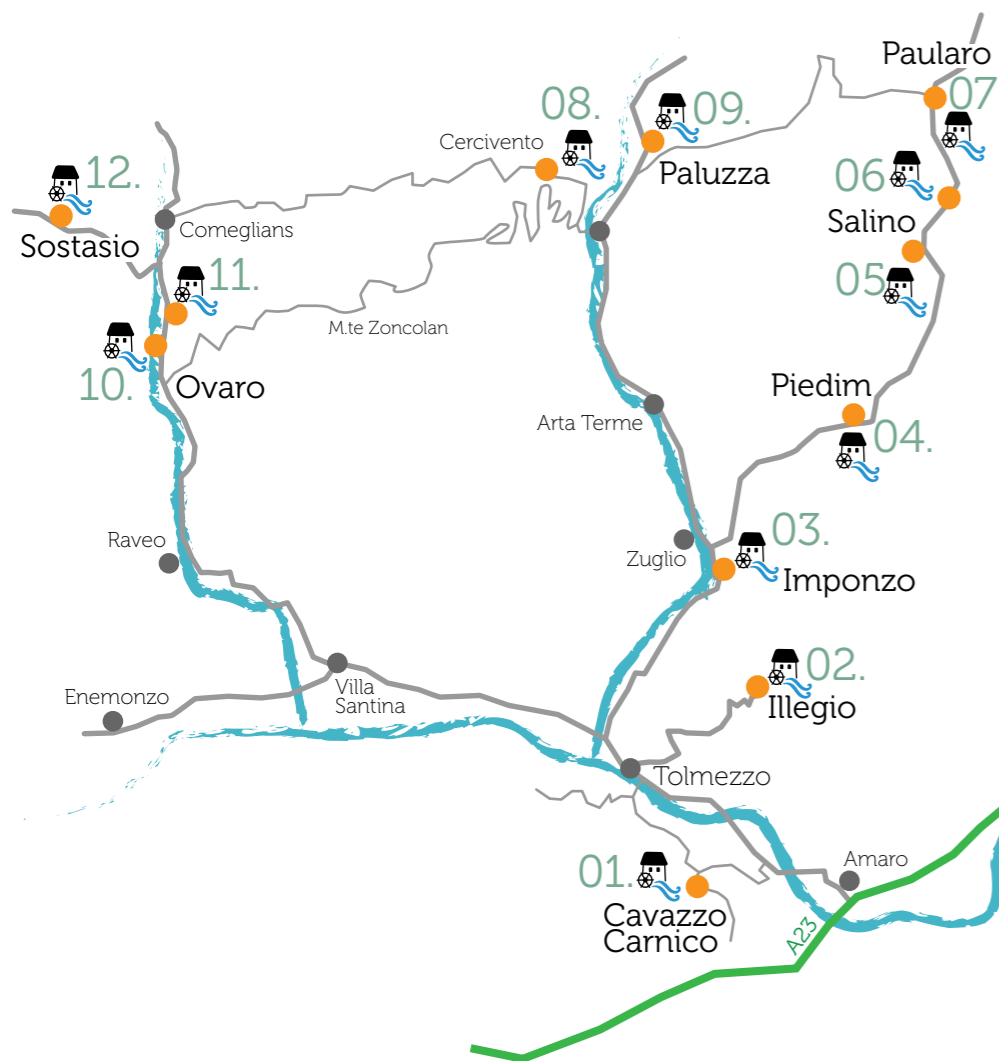 Paularo
07
08.
09.
Cercivento
Paluzza
06
12.
Salino
Sostasio
Comeglians
05
11.
M.te Zoncolan
10.
Ovaro
Piedim
Arta Terme
04.
03.
Raveo
Zuglio
Imponzo
02.
Enemonzo
Villa
Santina
Illegio
Tolmezzo
01.
Amaro
Cavazzo
Carnico
A23